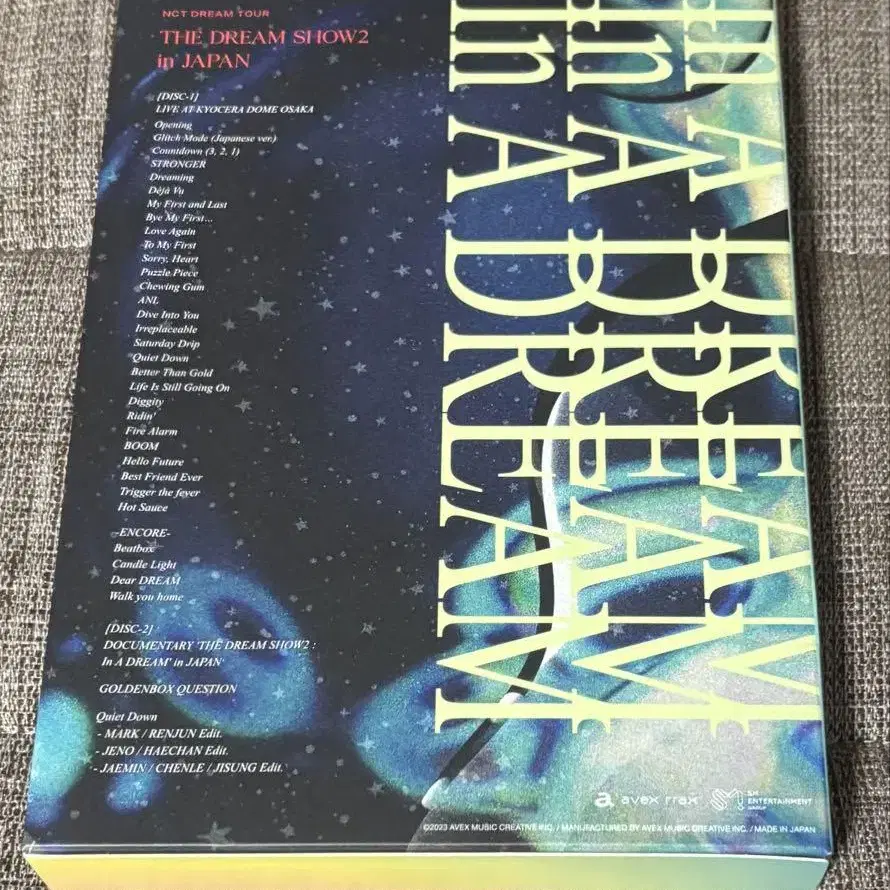 NCT DREAM TOUR
THE DREAM SHOW2
in JAPAN
[DISC-1]
LIVE AT KYOCERA DOME OSAKA
Opening
Glitch Mode (Japanese ver.)
Countdown (3, 2, 1)
STRONGER
Dreaming
Déjà Vu
My First and Last
Bye My First...
Love Again
To My First
Sorry, Heart
Puzzle Piece
Chewing Gum
ANL
Dive Into You
Irreplaceable
Saturday Drip
Quiet Down
Better Than Gold
Life Is Still Going On
Diggity
Ridin'
Fire Alarm
BOOM
Hello Future
Best Friend Ever
Trigger the fever
Hot Sauce
-ENCORE-
Beatbox
Candle Light
Dear DREAM
Walk you home
[DISC-2]
DOCUMENTARY 'THE DREAM SHOW2 :
In A DREAM' in JAPAN
GOLDENBOX QUESTION
Quiet Down
- MARK / RENJUN Edit.
- JENO / HAECHAN Edit.
- JAEMIN / CHENLE / JISUNG Edit.
In A DREAM
In A DREAM
In A DREAM
avex trax
SM
S.M.
ENTERTAINMENT
©2023 AVEX MUSIC CREATIVE INC. / MANUFACTURED BY AVEX MUSIC CREATIVE INC. / MADE IN JAPAN